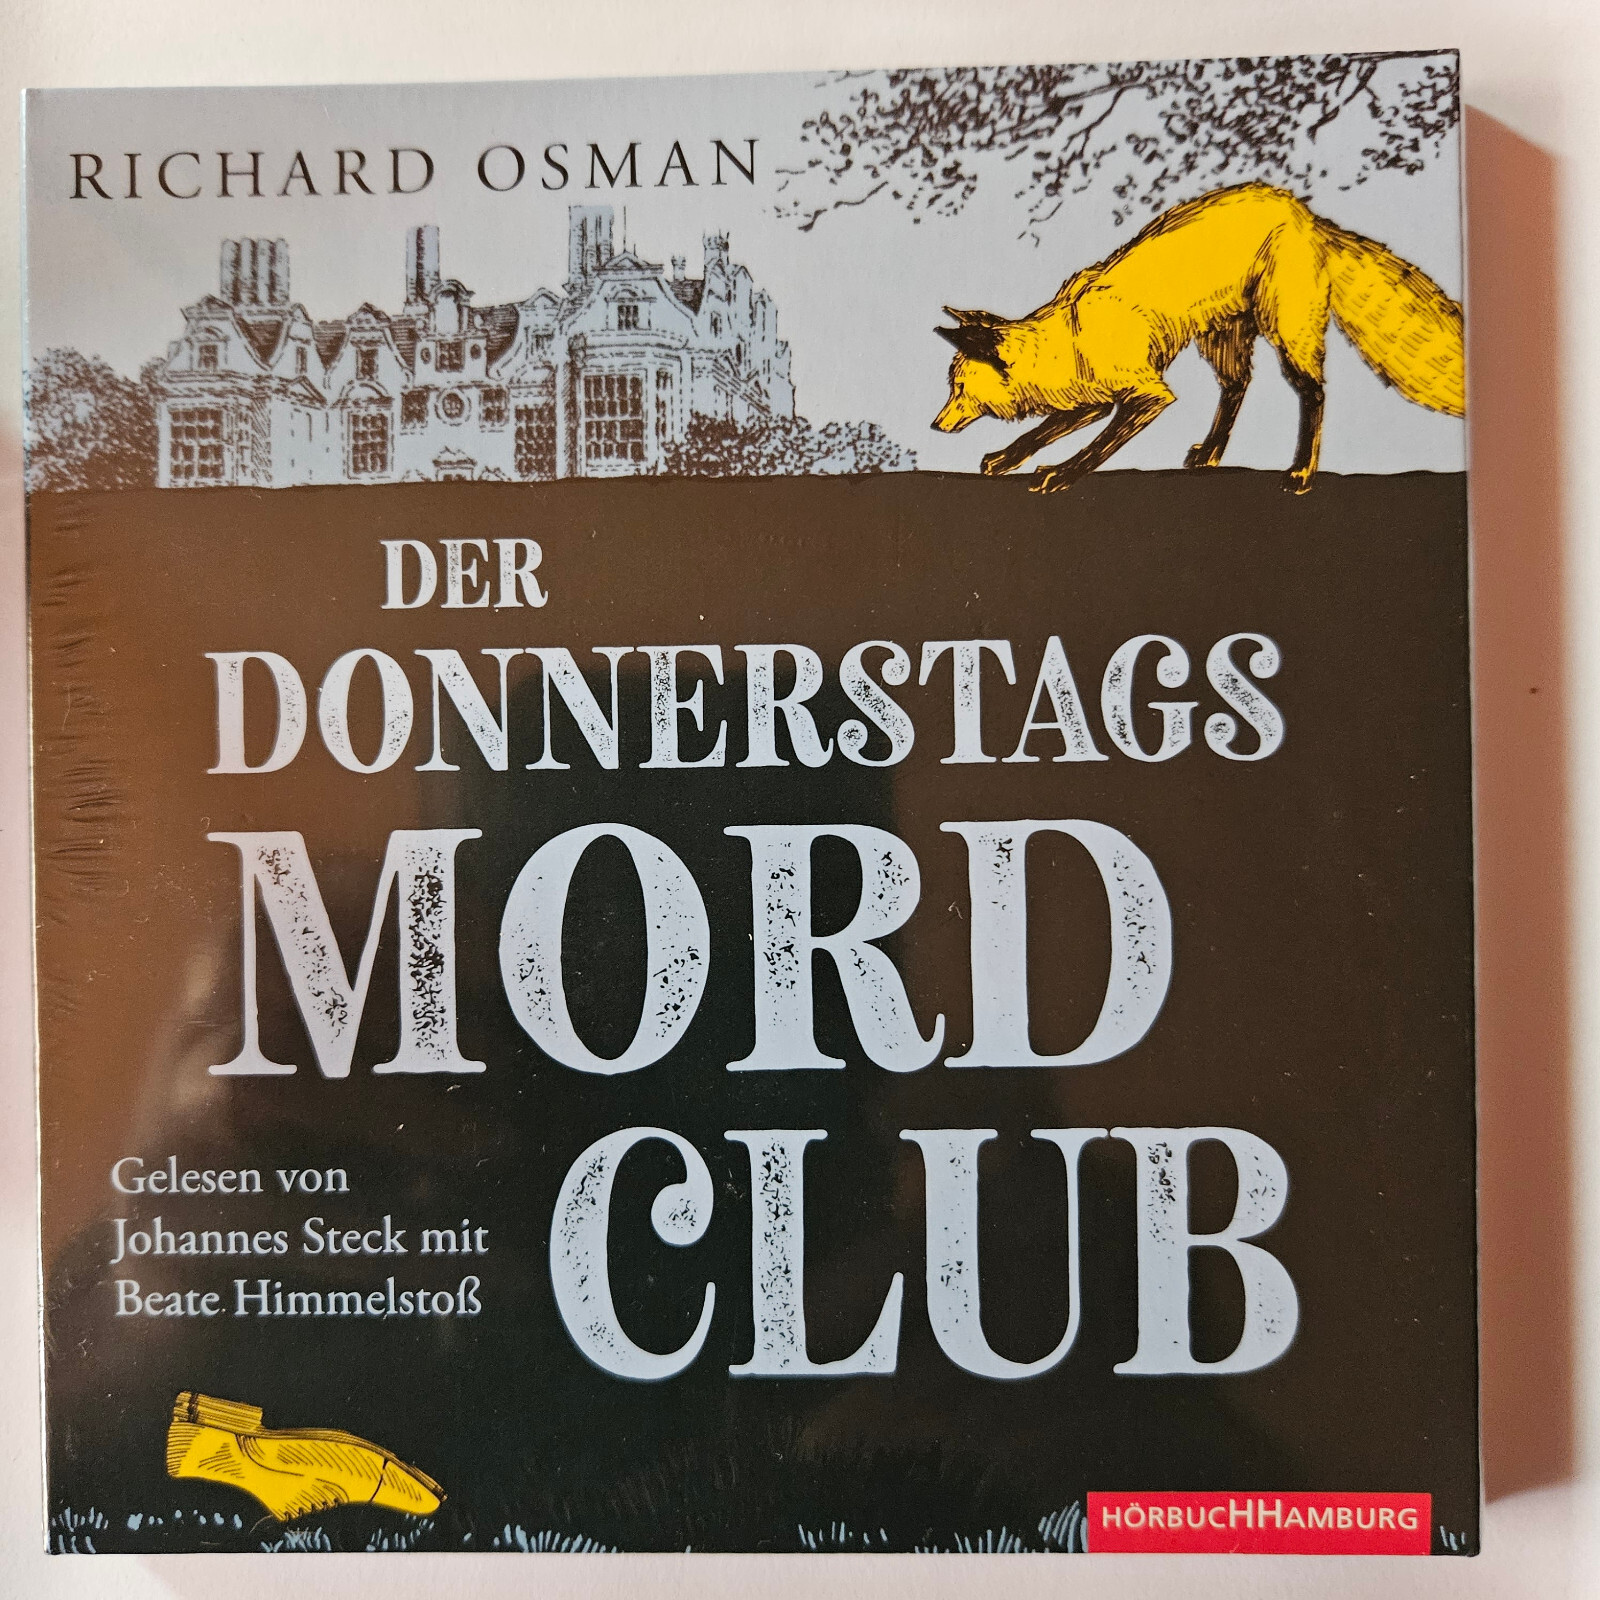 RICHARD OSMAN
DER
DONNERSTAGS
MORD
CLUB
Gelesen von
Johannes Steck mit
Beate Himmelstoß
HÖRBUCHHAMBURG